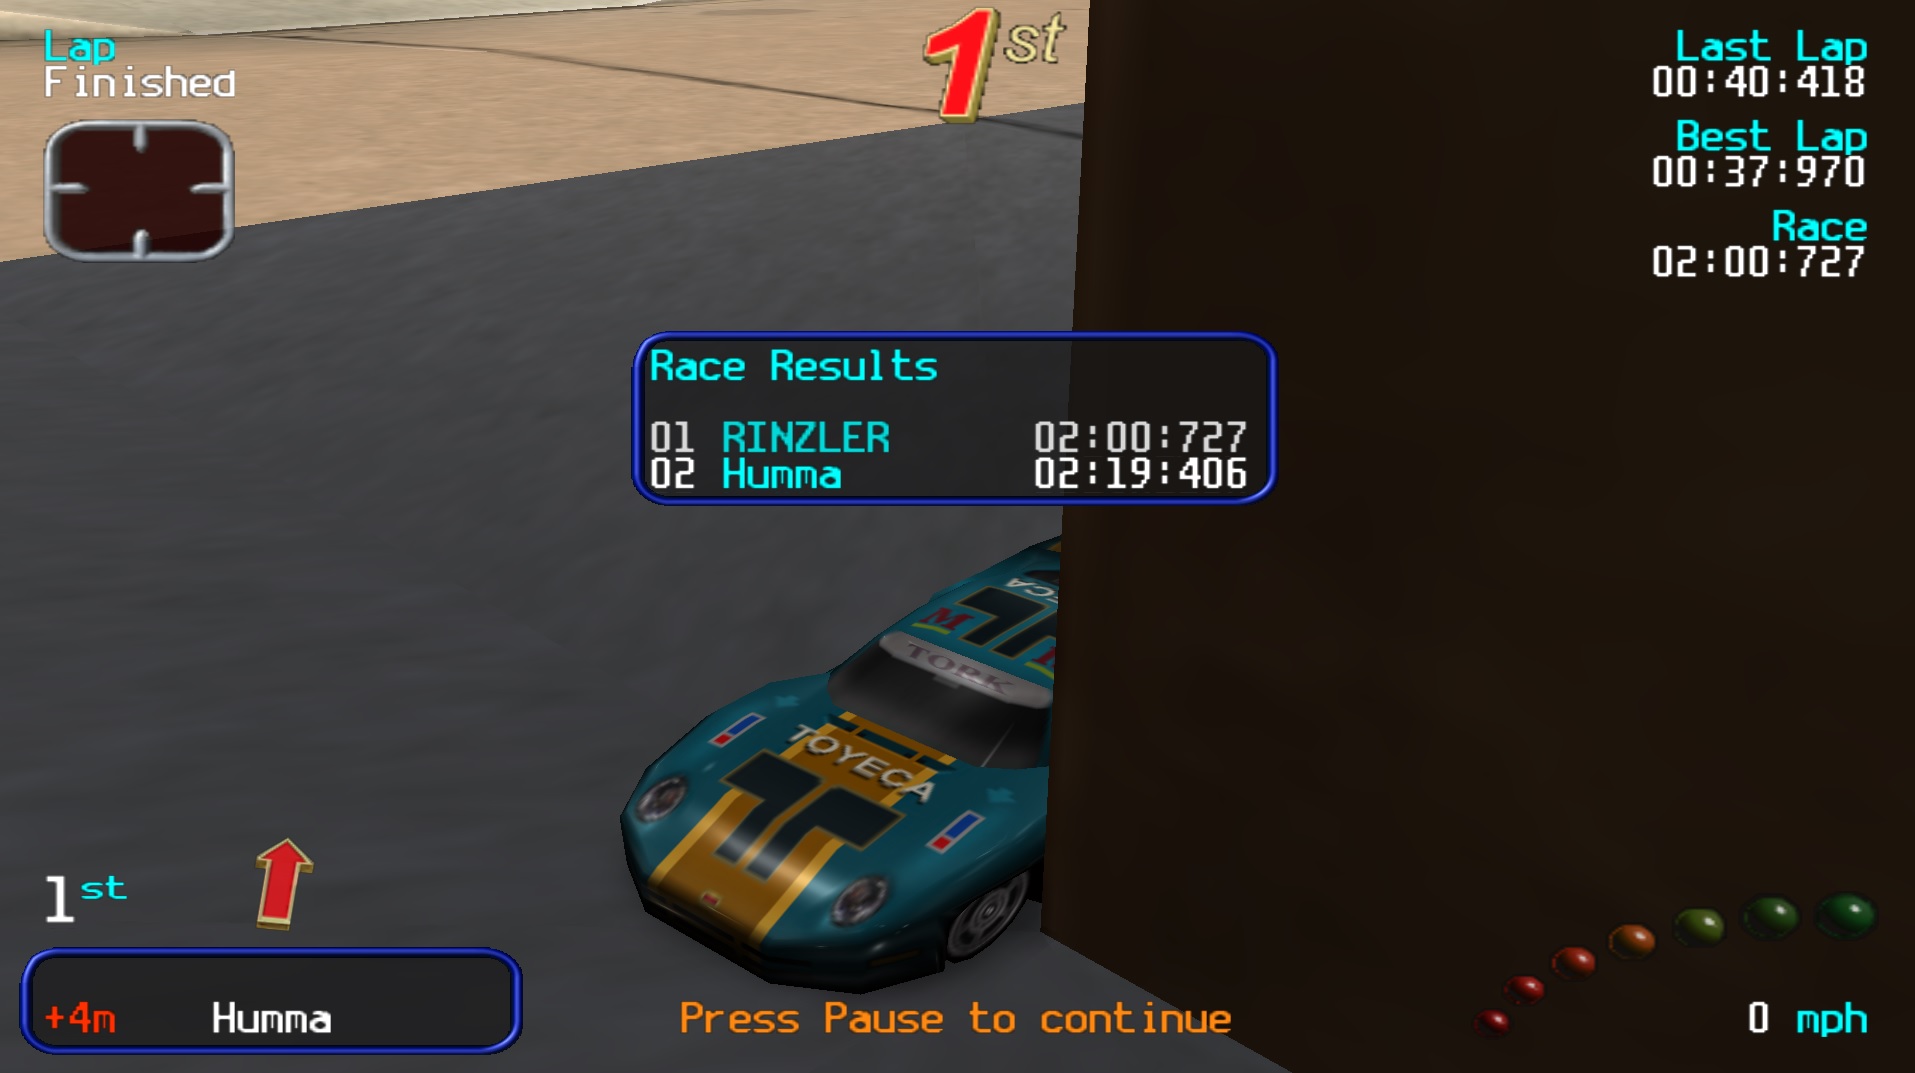 Lap
Finished
1st
Last Lap
00:40:418
Best Lap
00:37:970
Race
02:00:727
Race Results
01 RINZLER 02:00:727
02 Humma 02:19:406
TORK
TOYECA
1st
+4m Humma
Press Pause to continue
0 mph